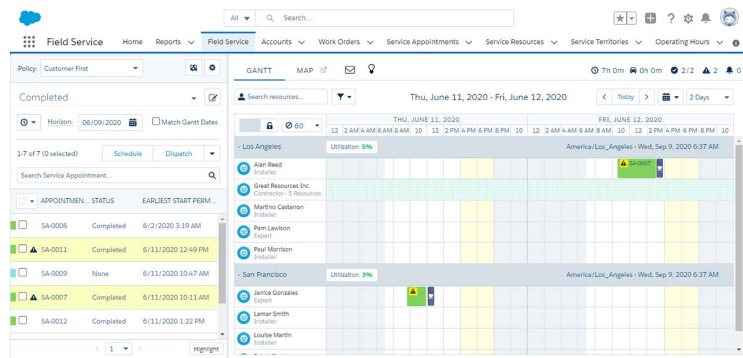 All Search...
Field Service Home Reports Field Service Accounts Work Orders Service Appointments Service Resources Service Territories Operating Hours
Policy: Customer First
Completed
Horizon: 06/09/2020 Match Gantt Dates
1-7 of 7 (0 selected) Schedule Dispatch
Search Service Appointment...
APPOINTMEN... STATUS EARLIEST START PERM...
SA-0006 Completed 6/2/2020 3:19 AM
SA-0011 Completed 6/11/2020 12:49 PM
SA-0009 None 6/11/2020 10:47 AM
SA-0007 Completed 6/11/2020 10:11 AM
SA-0012 Completed 6/11/2020 1:22 PM
1 Highlight
GANTT MAP 7h 0m 0h 0m 2/2 2 0
Search resources... Thu, June 11, 2020 - Fri, June 12, 2020 Today 2 Days
60 THU, JUNE 11, 2020 FRI, JUNE 12, 2020
12 2 AM 4 AM 6 AM 8 AM 10 12 2 PM 4 PM 6 PM 8 PM 10 12 2 AM 4 AM 6 AM 8 AM 10 12 2 PM 4 PM 6 PM 8 PM 10
Los Angeles Utilization: 5% America/Los_Angeles - Wed, Sep 9, 2020 6:37 AM
Alan Reed SA-0007
Installer
Great Resources Inc.
Contractor - 5 Resources
Martino Castanon
Installer
Pam Lawison
Expert
Paul Morrison
Installer
San Francisco Utilization: 3% America/Los_Angeles - Wed, Sep 9, 2020 6:37 AM
Janice Gonzales
Expert
Lamar Smith
Installer
Louise Martin
Installer